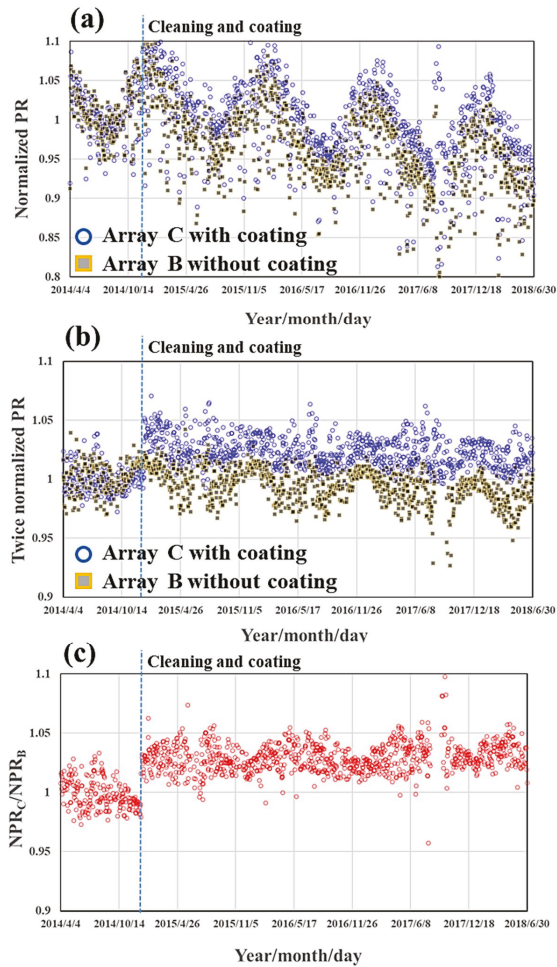 (a)
Cleaning and coating
1.1
1.05
1
0.95
0.9
0.85
0.8
Normalized PR
Array C with coating
Array B without coating
2014/4/4 2014/10/14 2015/4/26 2015/11/5 2016/5/17 2016/11/26 2017/6/8 2017/12/18 2018/6/30
Year/month/day
(b)
Cleaning and coating
1.1
1.05
1
0.95
0.9
Twice normalized PR
Array C with coating
Array B without coating
2014/4/4 2014/10/14 2015/4/26 2015/11/5 2016/5/17 2016/11/26 2017/6/8 2017/12/18 2018/6/30
Year/month/day
(c)
Cleaning and coating
1.1
1.05
1
0.95
0.9
NPRC/NPRB
2014/4/4 2014/10/14 2015/4/26 2015/11/5 2016/5/17 2016/11/26 2017/6/8 2017/12/18 2018/6/30
Year/month/day